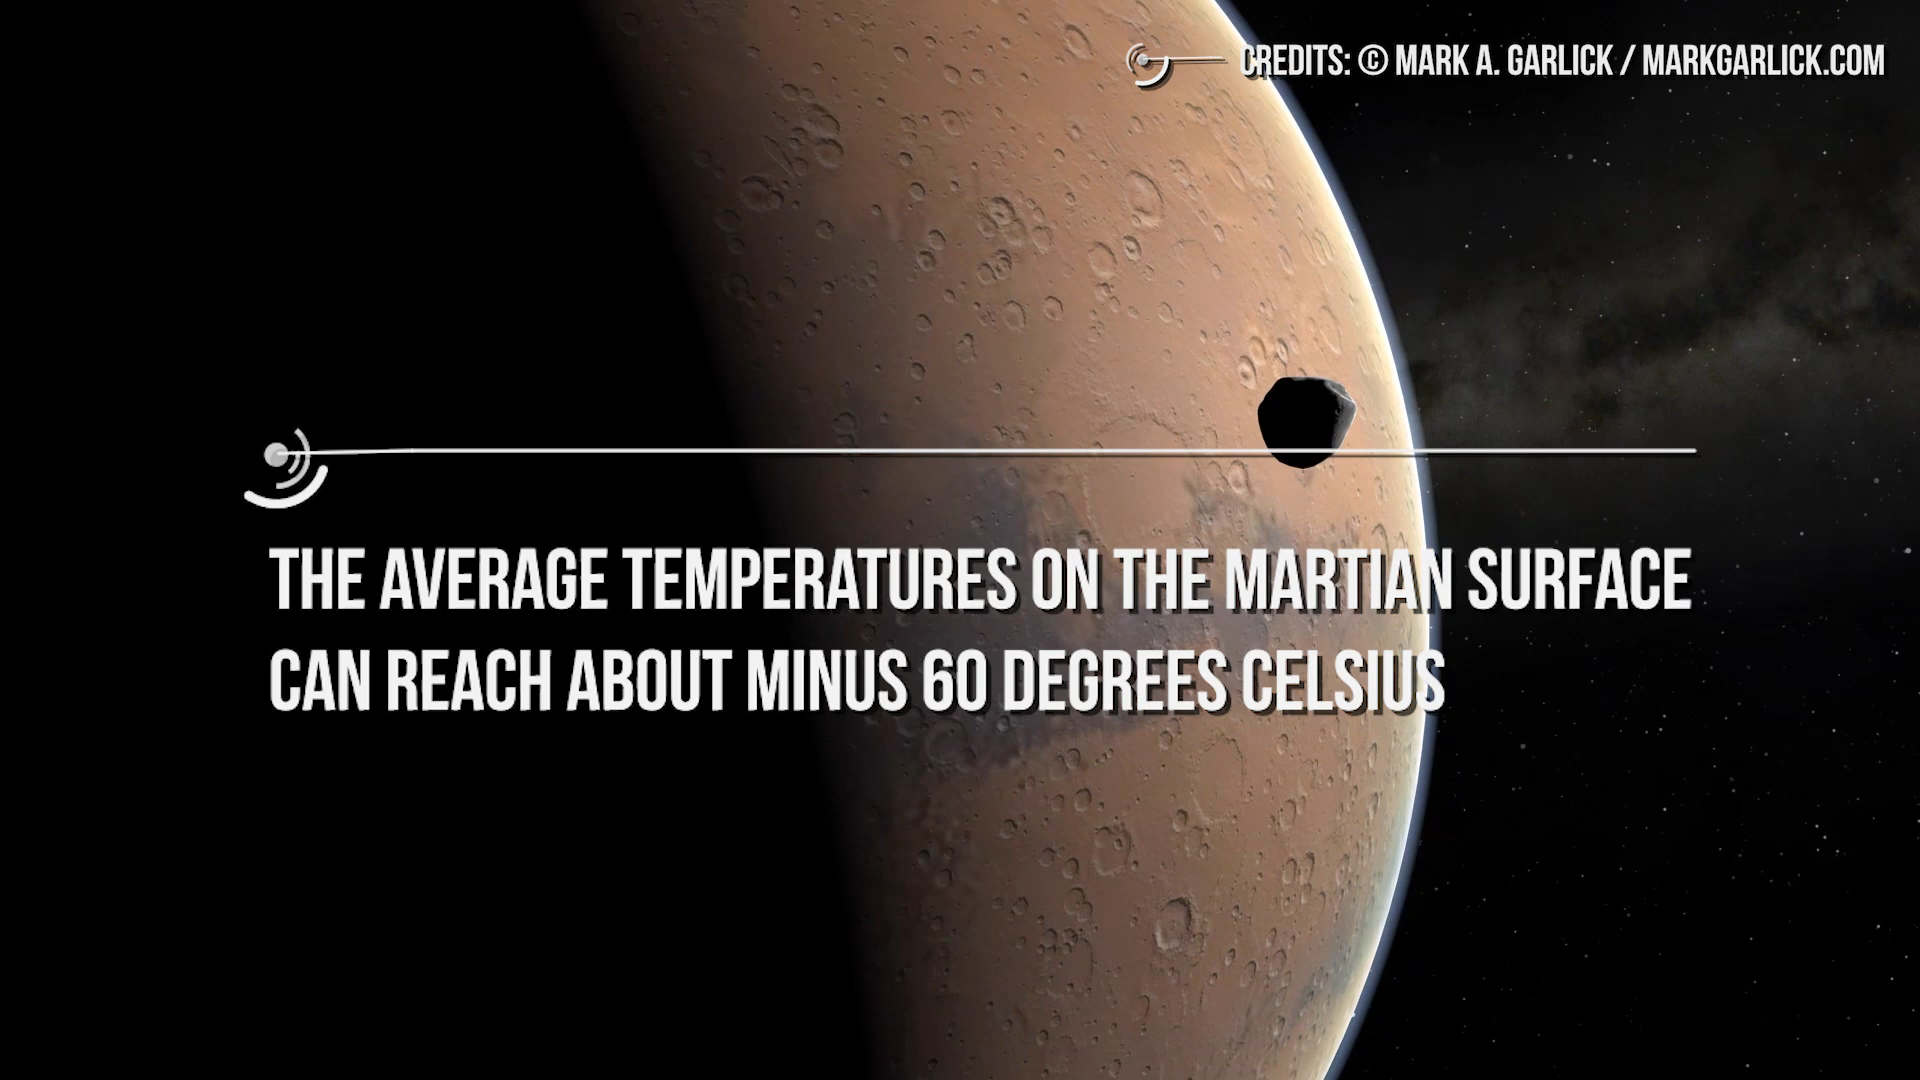 CREDITS: © MARK A. GARLICK / MARKGARLICK.COM
THE AVERAGE TEMPERATURES ON THE MARTIAN SURFACE
CAN REACH ABOUT MINUS 60 DEGREES CELSIUS